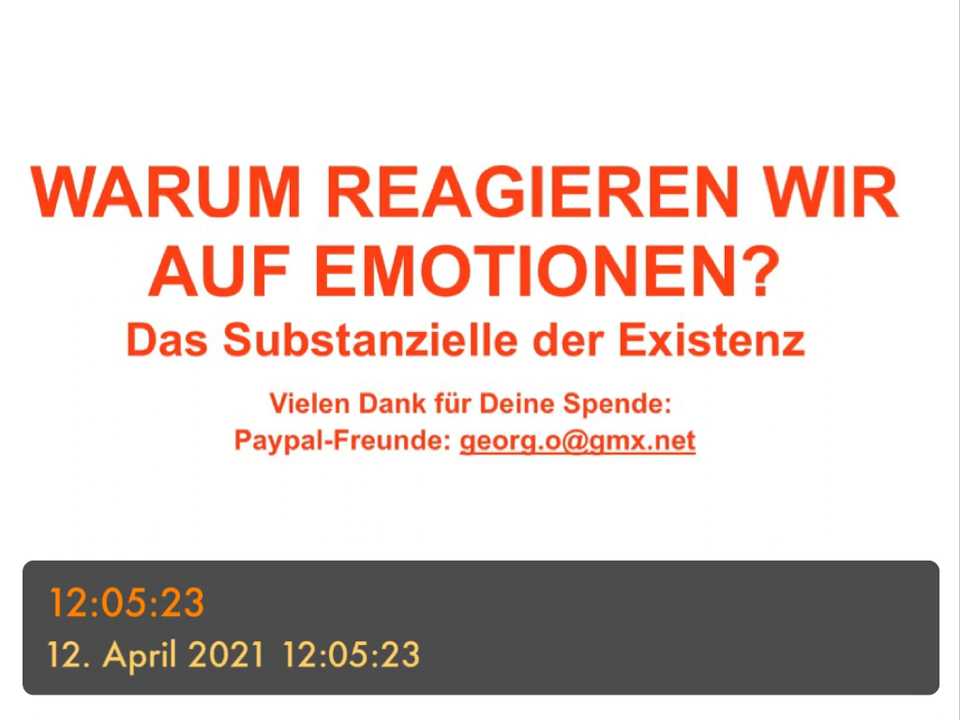 WARUM REAGIEREN WIR
AUF EMOTIONEN?
Das Substanzielle der Existenz
Vielen Dank für Deine Spende:
Paypal-Freunde: georg.o@gmx.net
12:05:23
12. April 2021 12:05:23